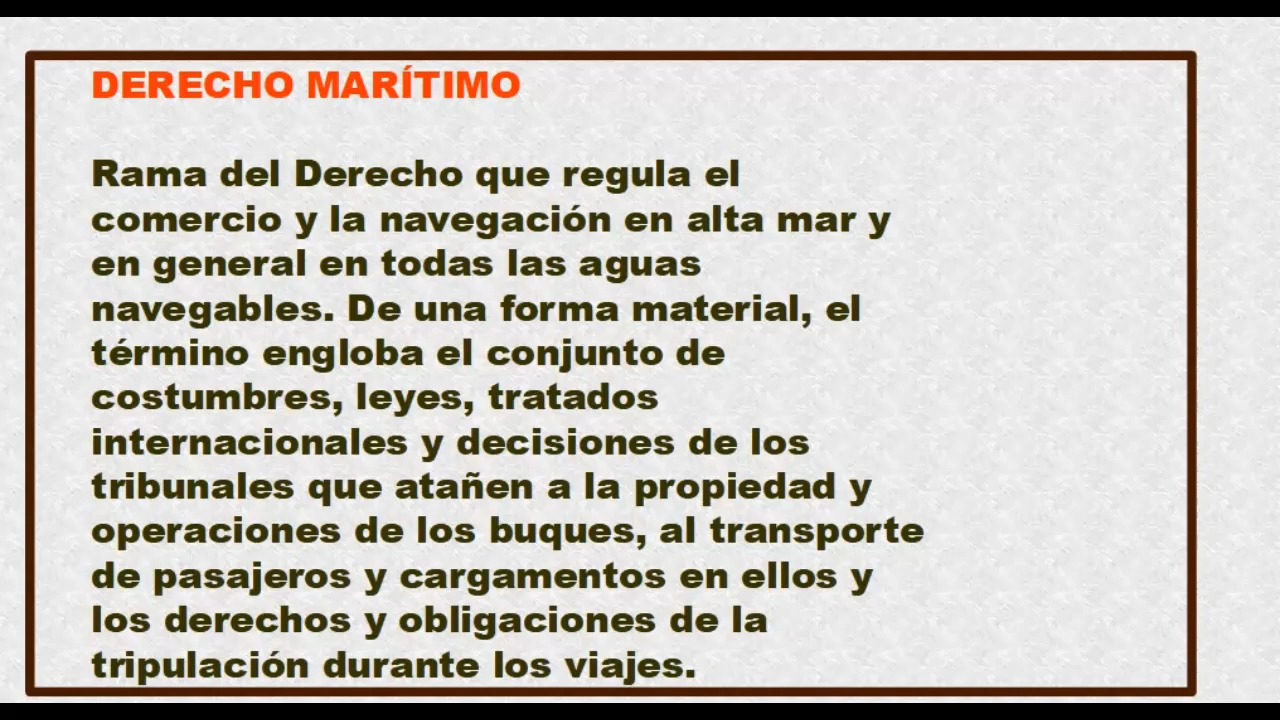 DERECHO MARÍTIMO
Rama del Derecho que regula el
comercio y la navegación en alta mar y
en general en todas las aguas
navegables. De una forma material, el
término engloba el conjunto de
costumbres, leyes, tratados
internacionales y decisiones de los
tribunales que atañen a la propiedad y
operaciones de los buques, al transporte
de pasajeros y cargamentos en ellos y
los derechos y obligaciones de la
tripulación durante los viajes.